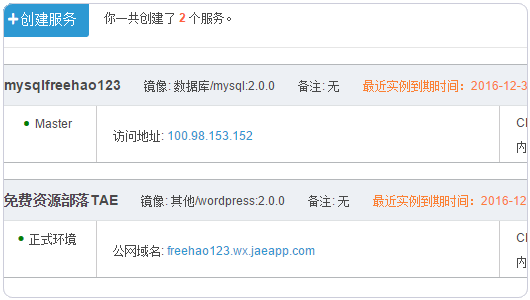 创建服务 你一共创建了 2 个服务。
mysqlfreehao123 镜像: 数据库/mysql:2.0.0 备注: 无 最近实例到期时间：2016-12-3
Master 访问地址: 100.98.153.152
内
免费资源部落TAE 镜像: 其他/wordpress:2.0.0 备注: 无 最近实例到期时间：2016-12
正式环境 公网域名: freehao123.wx.jaeapp.com
内